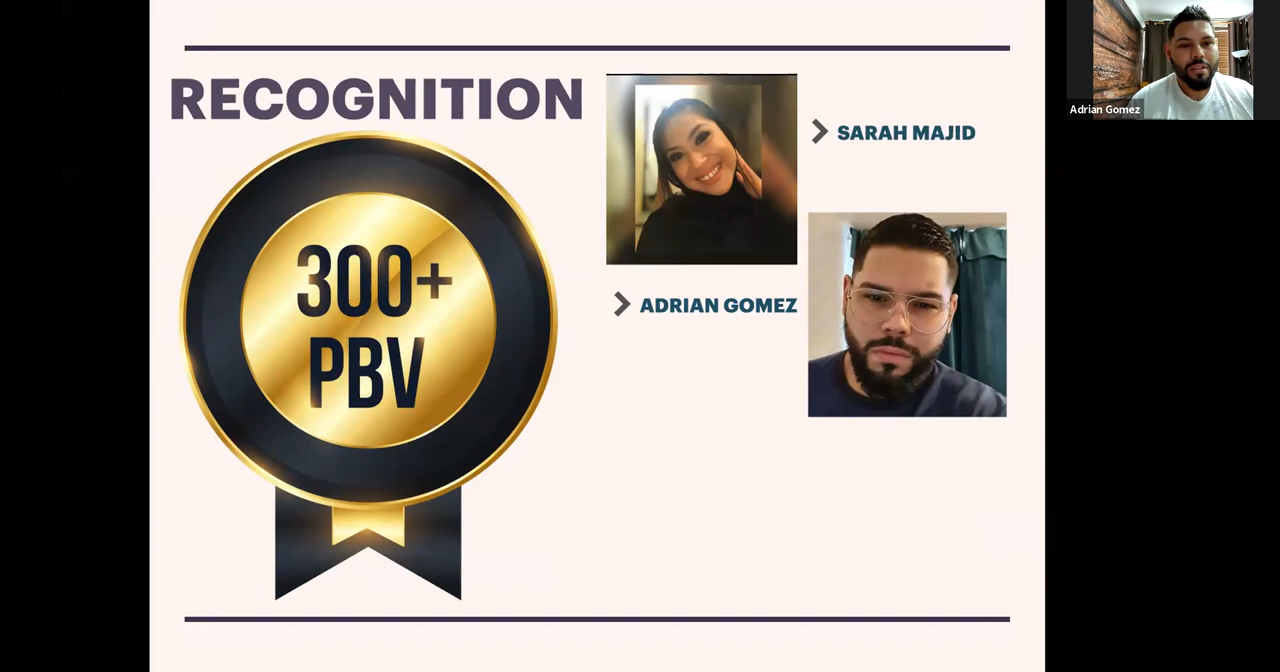 RECOGNITION
300+
PBV
SARAH MAJID
ADRIAN GOMEZ
Adrian Gomez